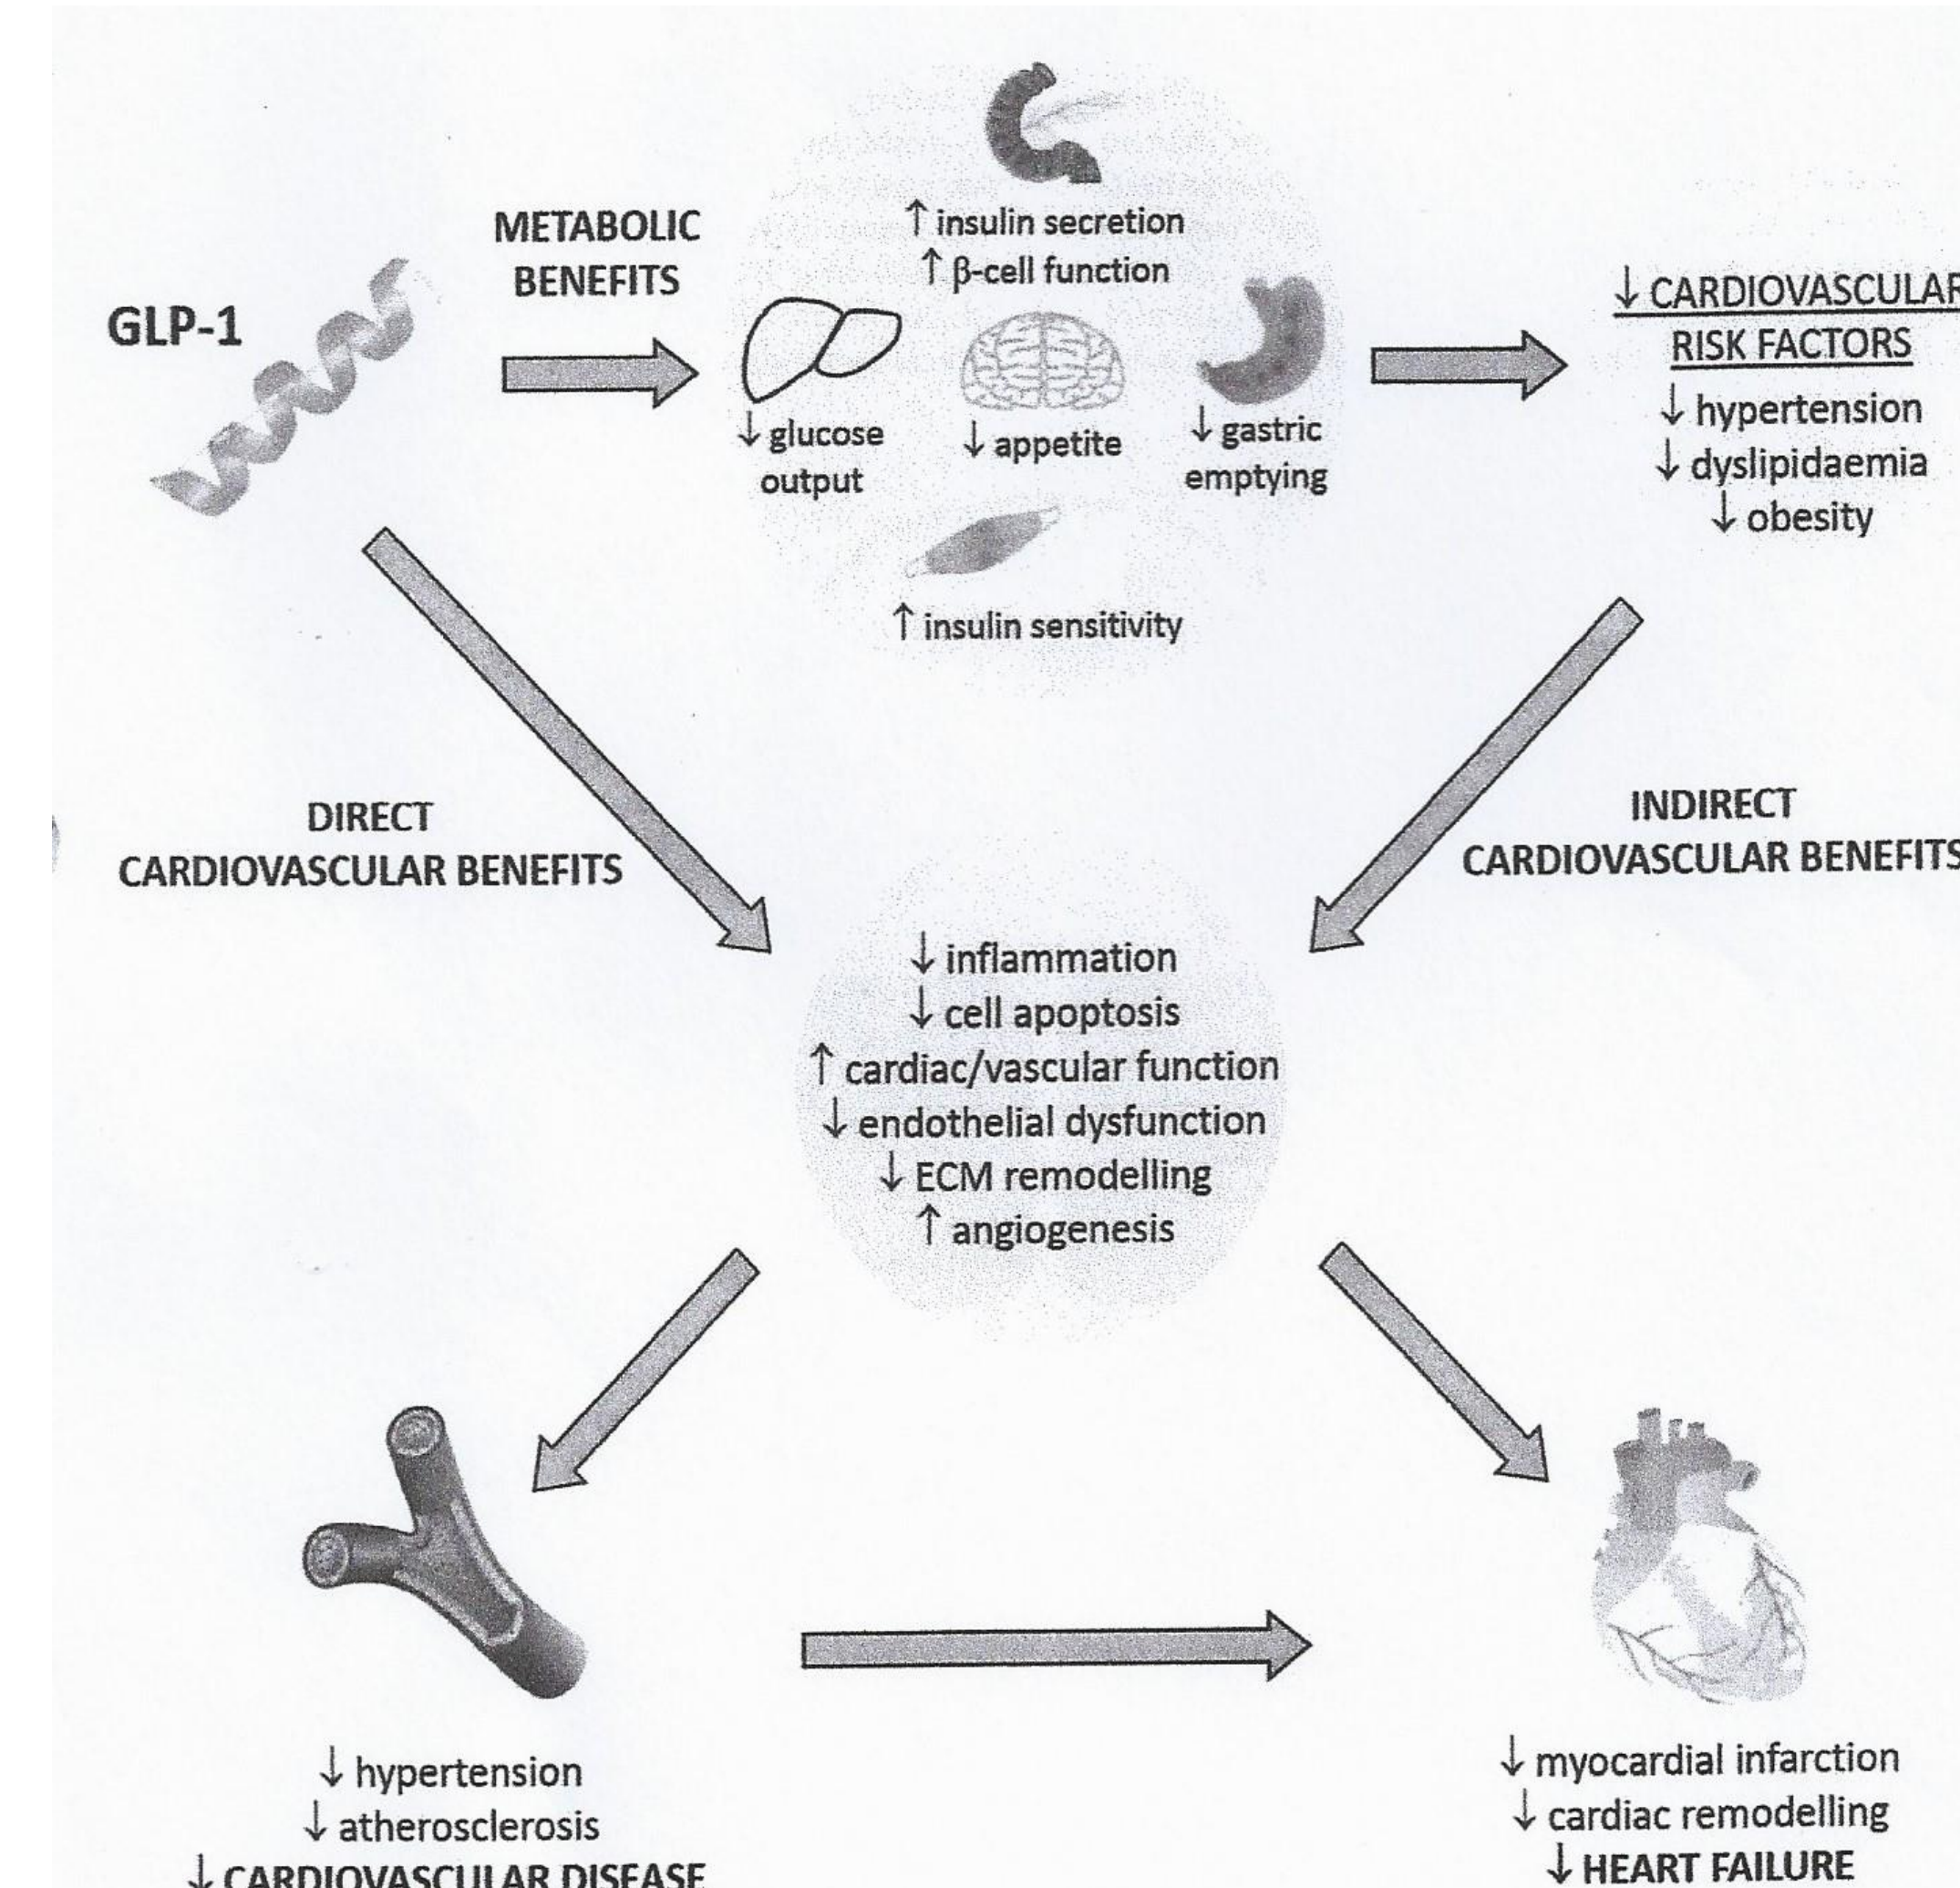 GLP-1
METABOLIC
BENEFITS
↑ insulin secretion
↑ β-cell function
↓ glucose
output
↓ appetite
↓ gastric
emptying
↑ insulin sensitivity
↓ CARDIOVASCULAR
RISK FACTORS
↓ hypertension
↓ dyslipidaemia
↓ obesity
DIRECT
CARDIOVASCULAR BENEFITS
INDIRECT
CARDIOVASCULAR BENEFITS
↓ inflammation
↓ cell apoptosis
↑ cardiac/vascular function
↓ endothelial dysfunction
↓ ECM remodelling
↑ angiogenesis
↓ hypertension
↓ atherosclerosis
↓ CARDIOVASCULAR DISEASE
↓ myocardial infarction
↓ cardiac remodelling
↓ HEART FAILURE